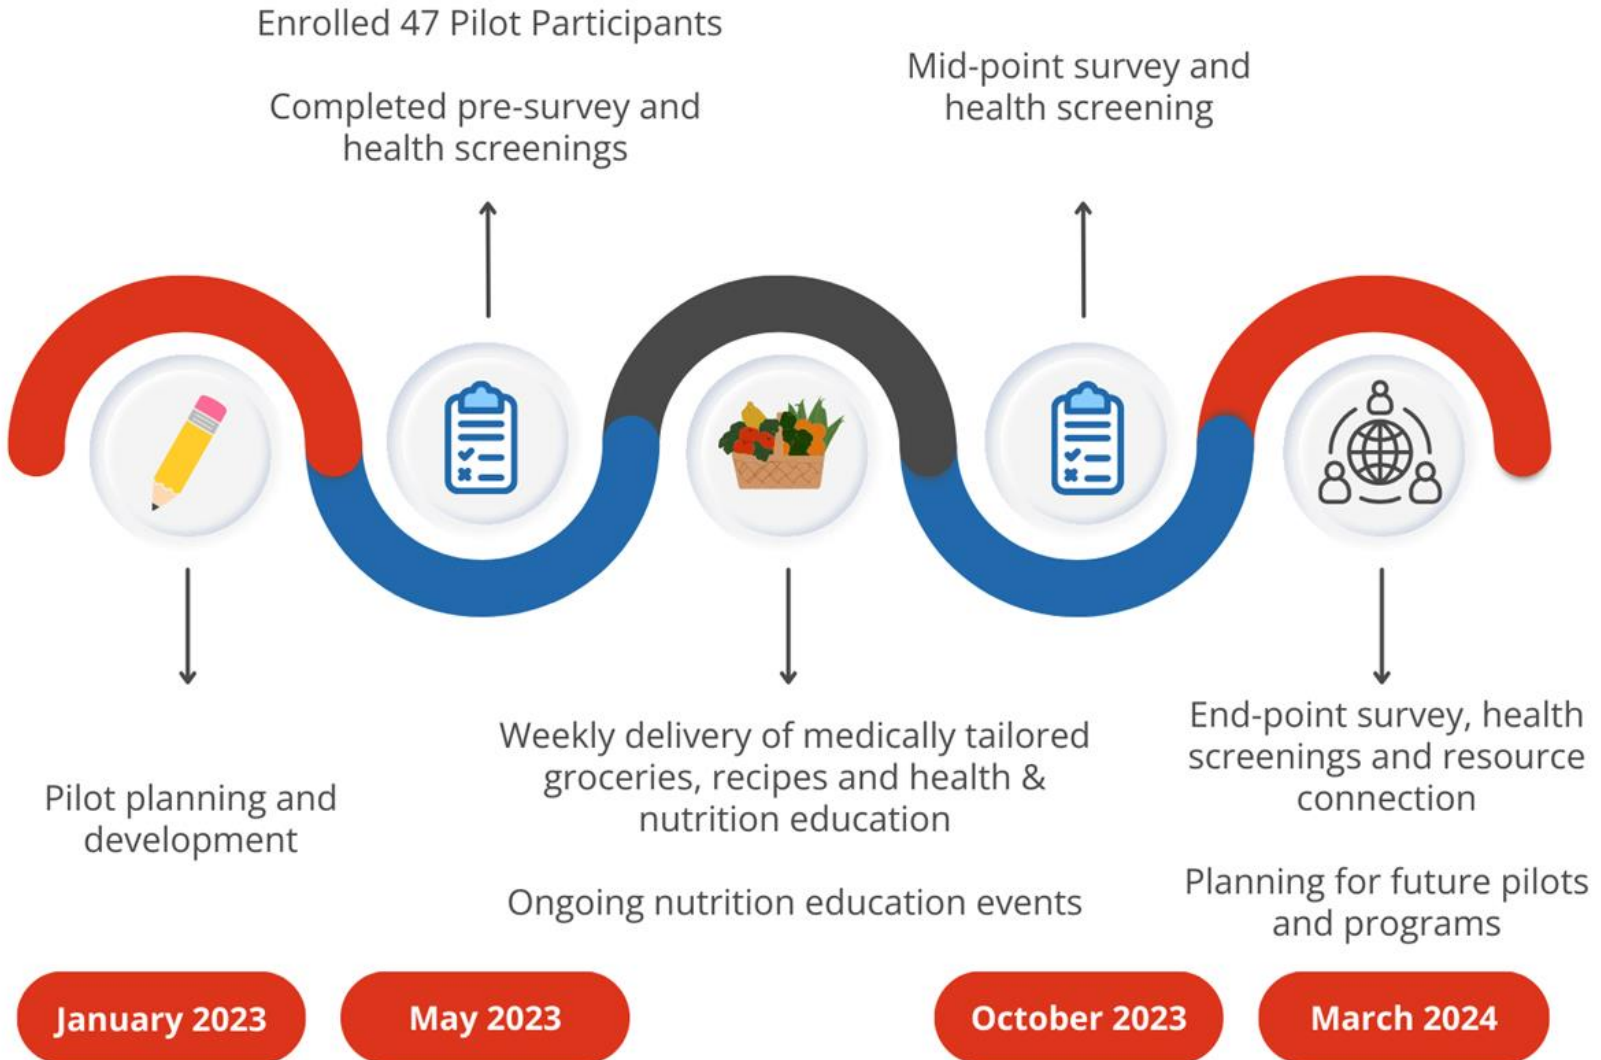 Enrolled 47 Pilot Participants
Completed pre-survey and
health screenings
Mid-point survey and
health screening
Pilot planning and
development
Weekly delivery of medically tailored
groceries, recipes and health &
nutrition education
Ongoing nutrition education events
End-point survey, health
screenings and resource
connection
Planning for future pilots
and programs
January 2023
May 2023
October 2023
March 2024